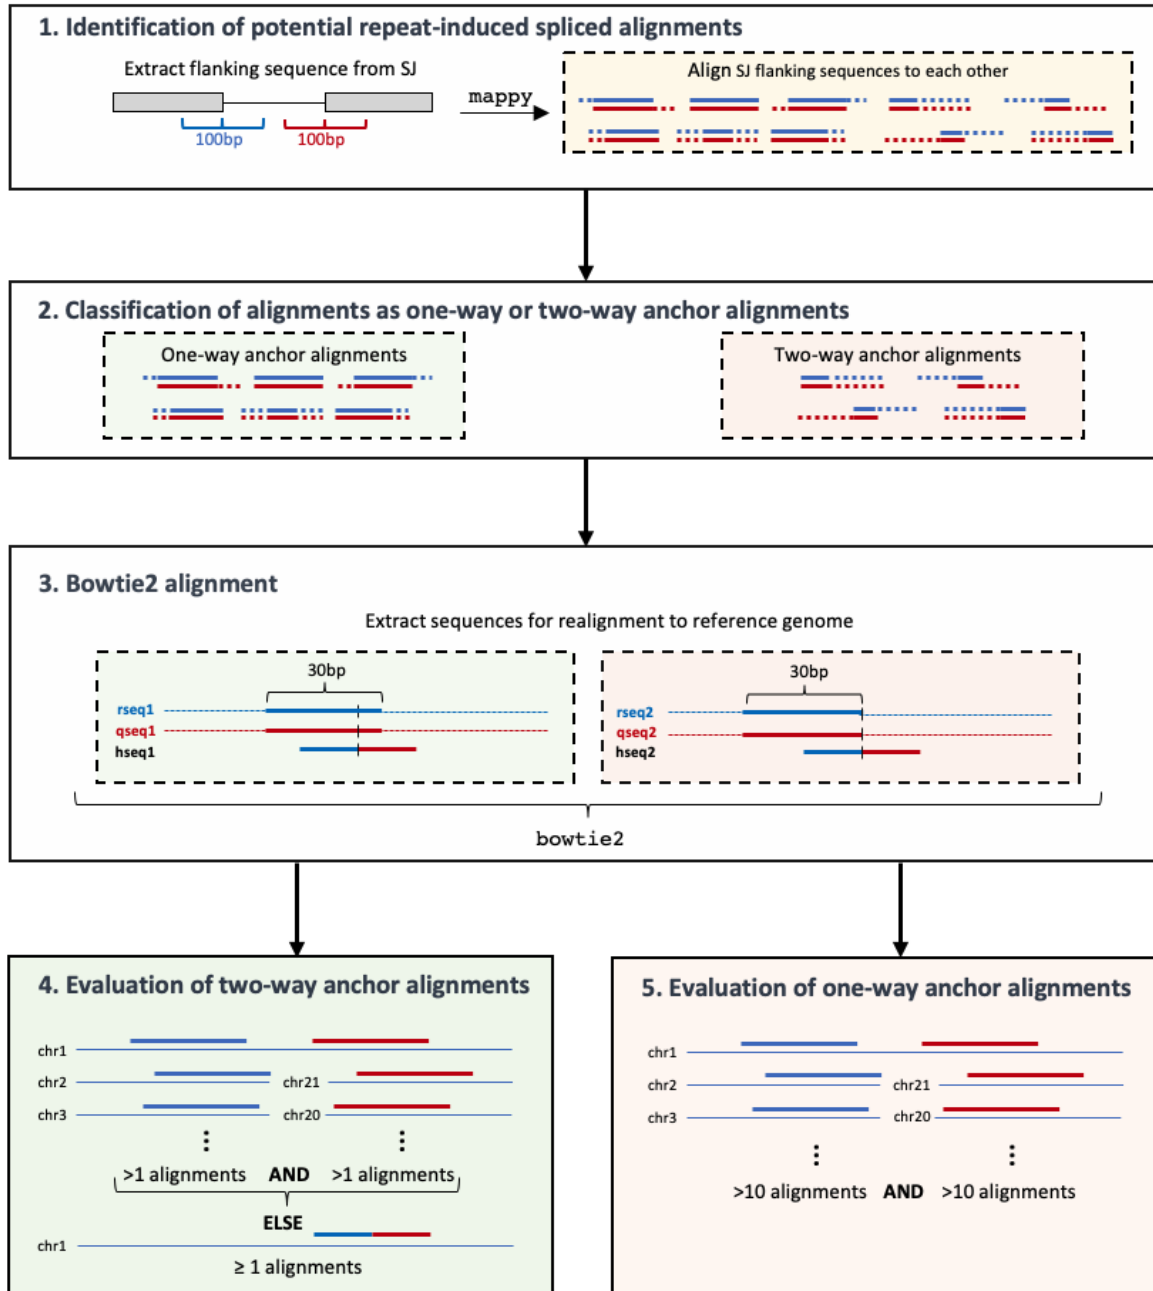 1. Identification of potential repeat-induced spliced alignments
Extract flanking sequence from SJ
mappy
Align SJ flanking sequences to each other
100bp 100bp
2. Classification of alignments as one-way or two-way anchor alignments
One-way anchor alignments
Two-way anchor alignments
3. Bowtie2 alignment
Extract sequences for realignment to reference genome
30bp
rseq1
qseq1
hseq1
30bp
rseq2
qseq2
hseq2
bowtie2
4. Evaluation of two-way anchor alignments
chr1
chr2 chr21
chr3 chr20
>1 alignments AND >1 alignments
ELSE
chr1
≥ 1 alignments
5. Evaluation of one-way anchor alignments
chr1
chr2 chr21
chr3 chr20
>10 alignments AND >10 alignments